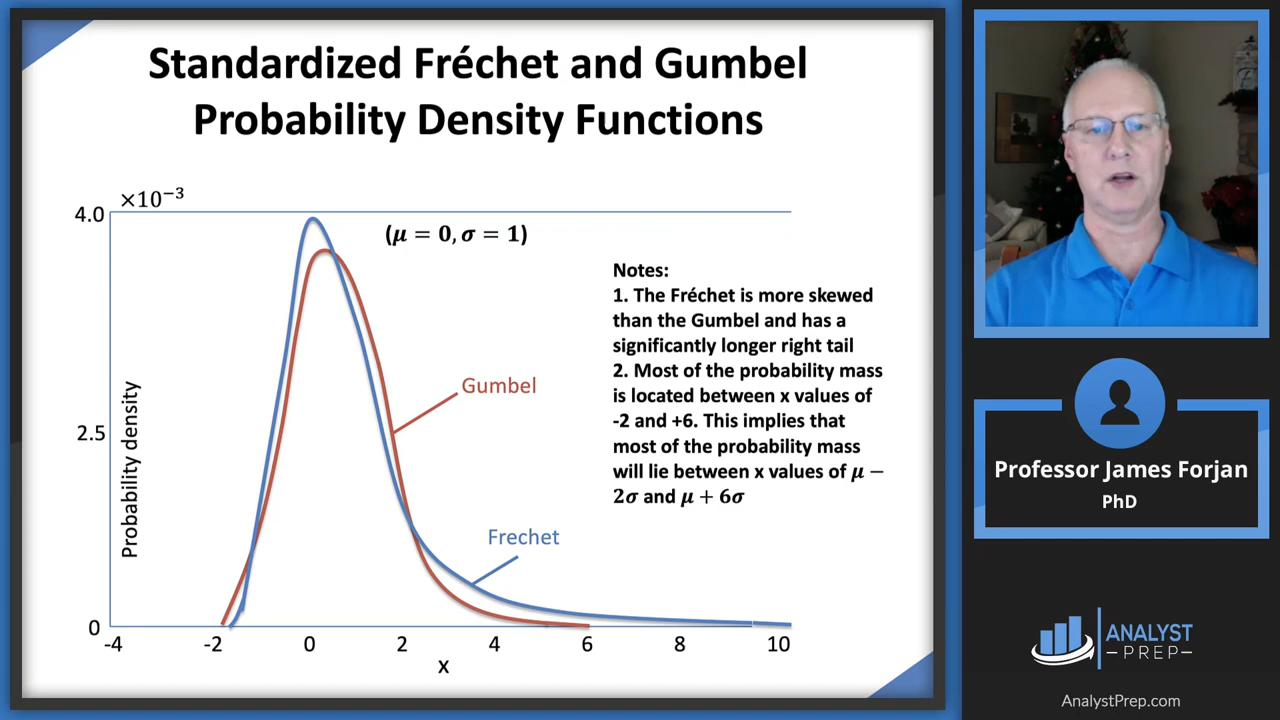 Standardized Fréchet and Gumbel
Probability Density Functions
×10⁻³
4.0
(μ = 0, σ = 1)
Notes:
1. The Fréchet is more skewed
than the Gumbel and has a
significantly longer right tail
2. Most of the probability mass
is located between x values of
-2 and +6. This implies that
most of the probability mass
will lie between x values of μ −
2σ and μ + 6σ
Gumbel
2.5
Probability density
Frechet
0
-4 -2 0 2 4 6 8 10
x
Professor James Forjan
PhD
ANALYST
PREP
AnalystPrep.com